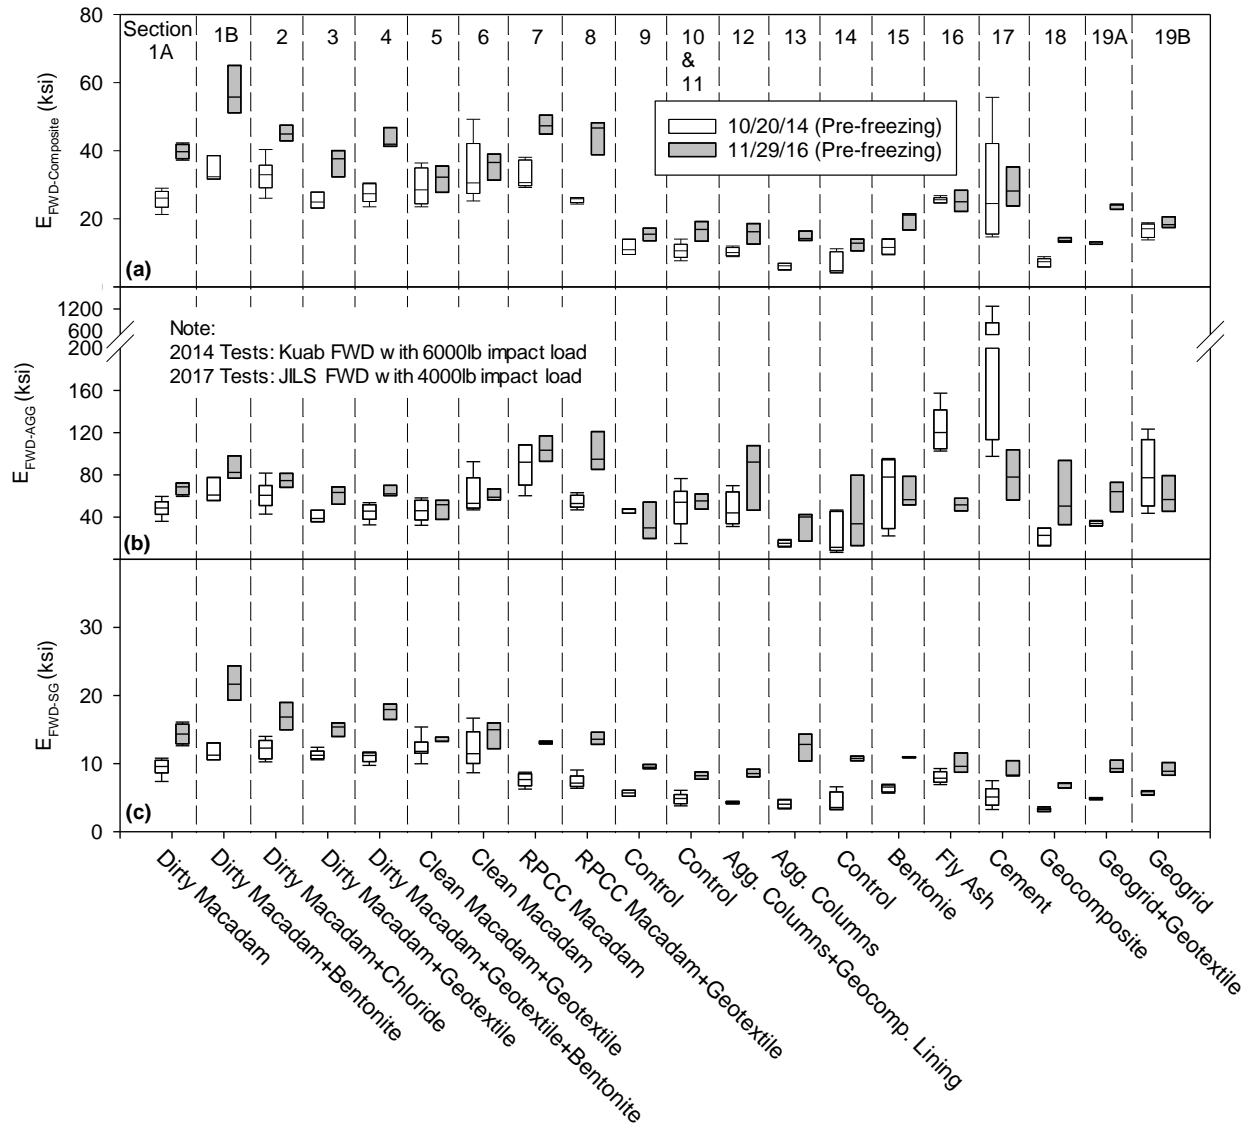 80
60
40
20
E_FWD-Composite (ksi)
Section 1A
1B
2
3
4
5
6
7
8
9
10 & 11
12
13
14
15
16
17
18
19A
19B
10/20/14 (Pre-freezing)
11/29/16 (Pre-freezing)
(a)
1200
600
200
160
120
80
40
E_FWD-AGG (ksi)
Note:
2014 Tests: Kuab FWD with 6000lb impact load
2017 Tests: JILS FWD with 4000lb impact load
(b)
30
20
10
0
E_FWD-SG (ksi)
(c)
Dirty Macadam
Dirty Macadam+Bentonite
Dirty Macadam+Chloride
Dirty Macadam+Geotextile
Dirty Macadam+Geotextile+Bentonite
Clean Macadam+Geotextile
Clean Macadam
RPCC Macadam
RPCC Macadam+Geotextile
Control
Control
Agg. Columns+Geocomp. Lining
Agg. Columns
Control
Bentonie
Fly Ash
Cement
Geocomposite
Geogrid+Geotextile
Geogrid